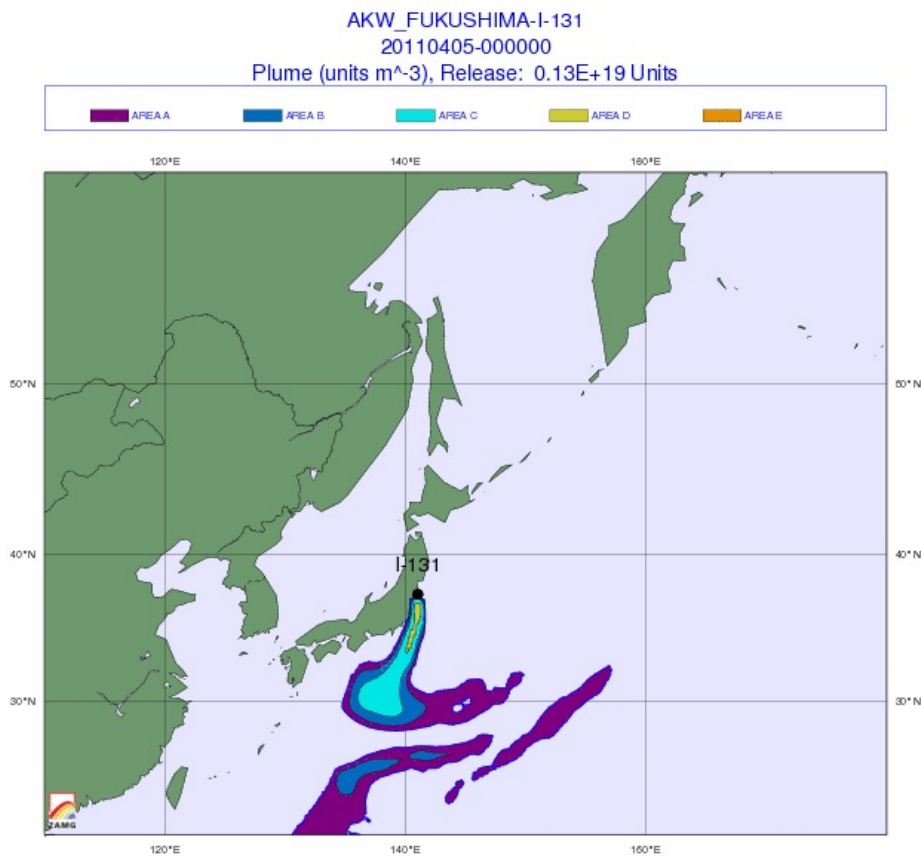 AKW_FUKUSHIMA-I-131
20110405-000000
Plume (units m^-3), Release: 0.13E+19 Units
AREA A AREA B AREA C AREA D AREA E
120°E 140°E 160°E
50°N 50°N
40°N 40°N
I-131
30°N 30°N
ZAMG
120°E 140°E 160°E